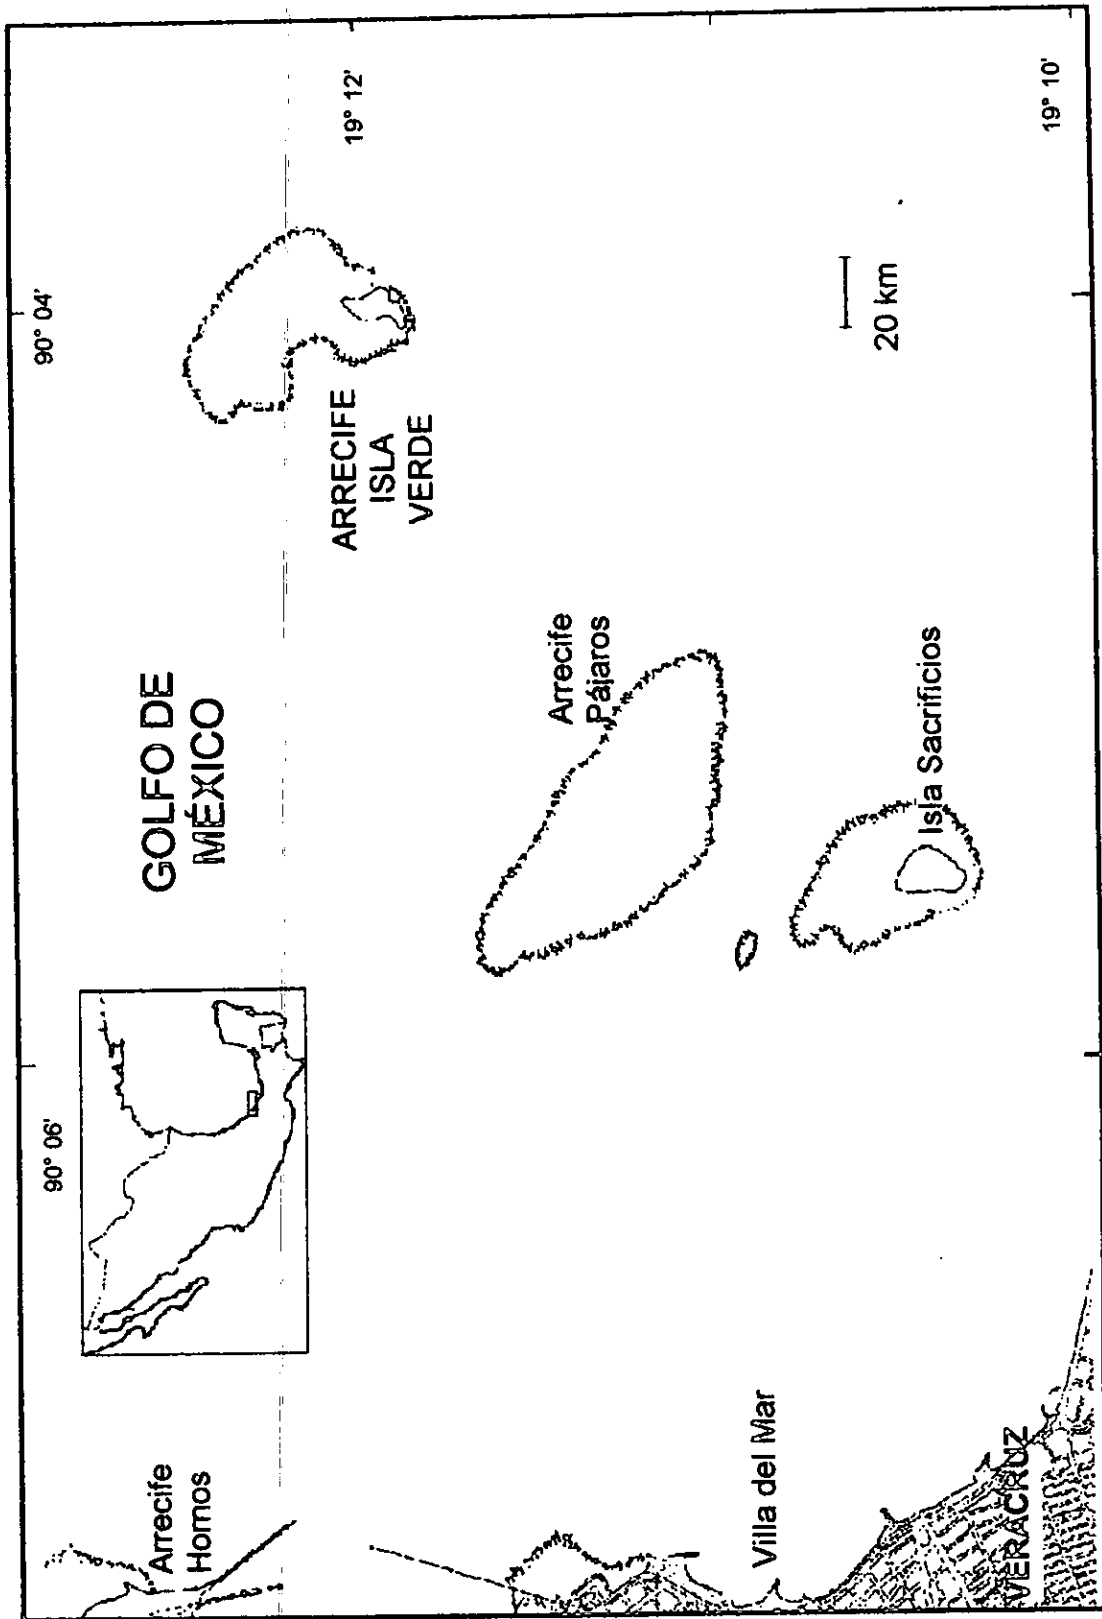 90° 06'
90° 04'
GOLFO DE
MÉXICO
19° 12'
Arrecife
Hornos
ARRECIFE
ISLA
VERDE
Arrecife
Pájaros
Villa del Mar
Isla Sacrificios
20 km
VERACRUZ
19° 10'